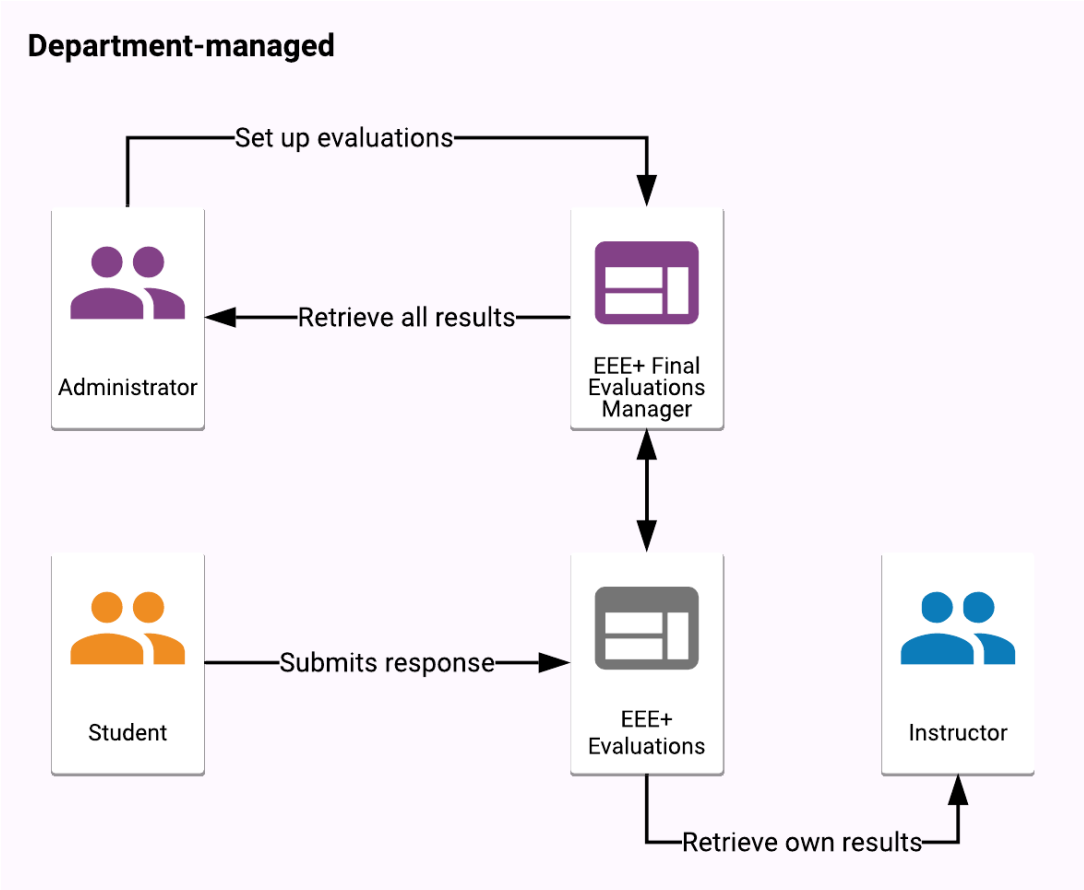 Department-managed
Set up evaluations
Retrieve all results
Administrator
EEE+ Final
Evaluations
Manager
Submits response
Student
EEE+
Evaluations
Instructor
Retrieve own results